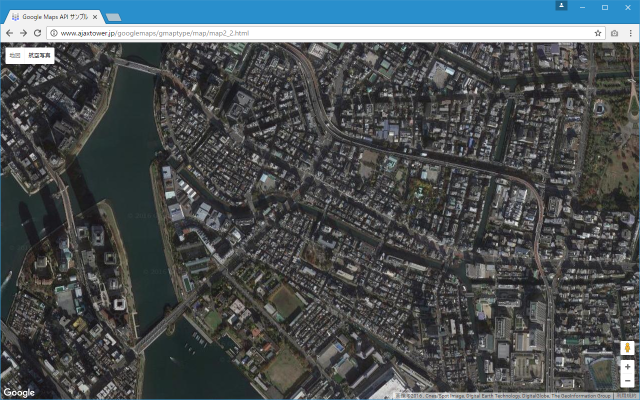 Google Maps API サンプル
www.ajaxtower.jp/googlemaps/gmaptype/map/map2_2.html
地図 航空写真
Google
画像 ©2016 , Cnes/Spot Image, Digital Earth Technology, DigitalGlobe, The GeoInformation Group 利用規約